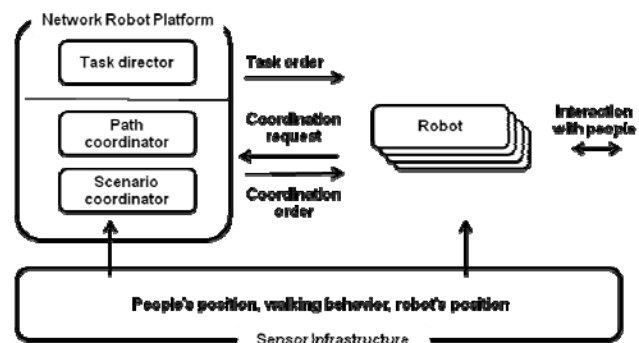 Network Robot Platform
Task director
Path
coordinator
Scenario
coordinator
Task order
Coordination
request
Coordination
order
Robot
Interaction
with people
People's position, walking behavior, robot's position
Sensor Infrastructure